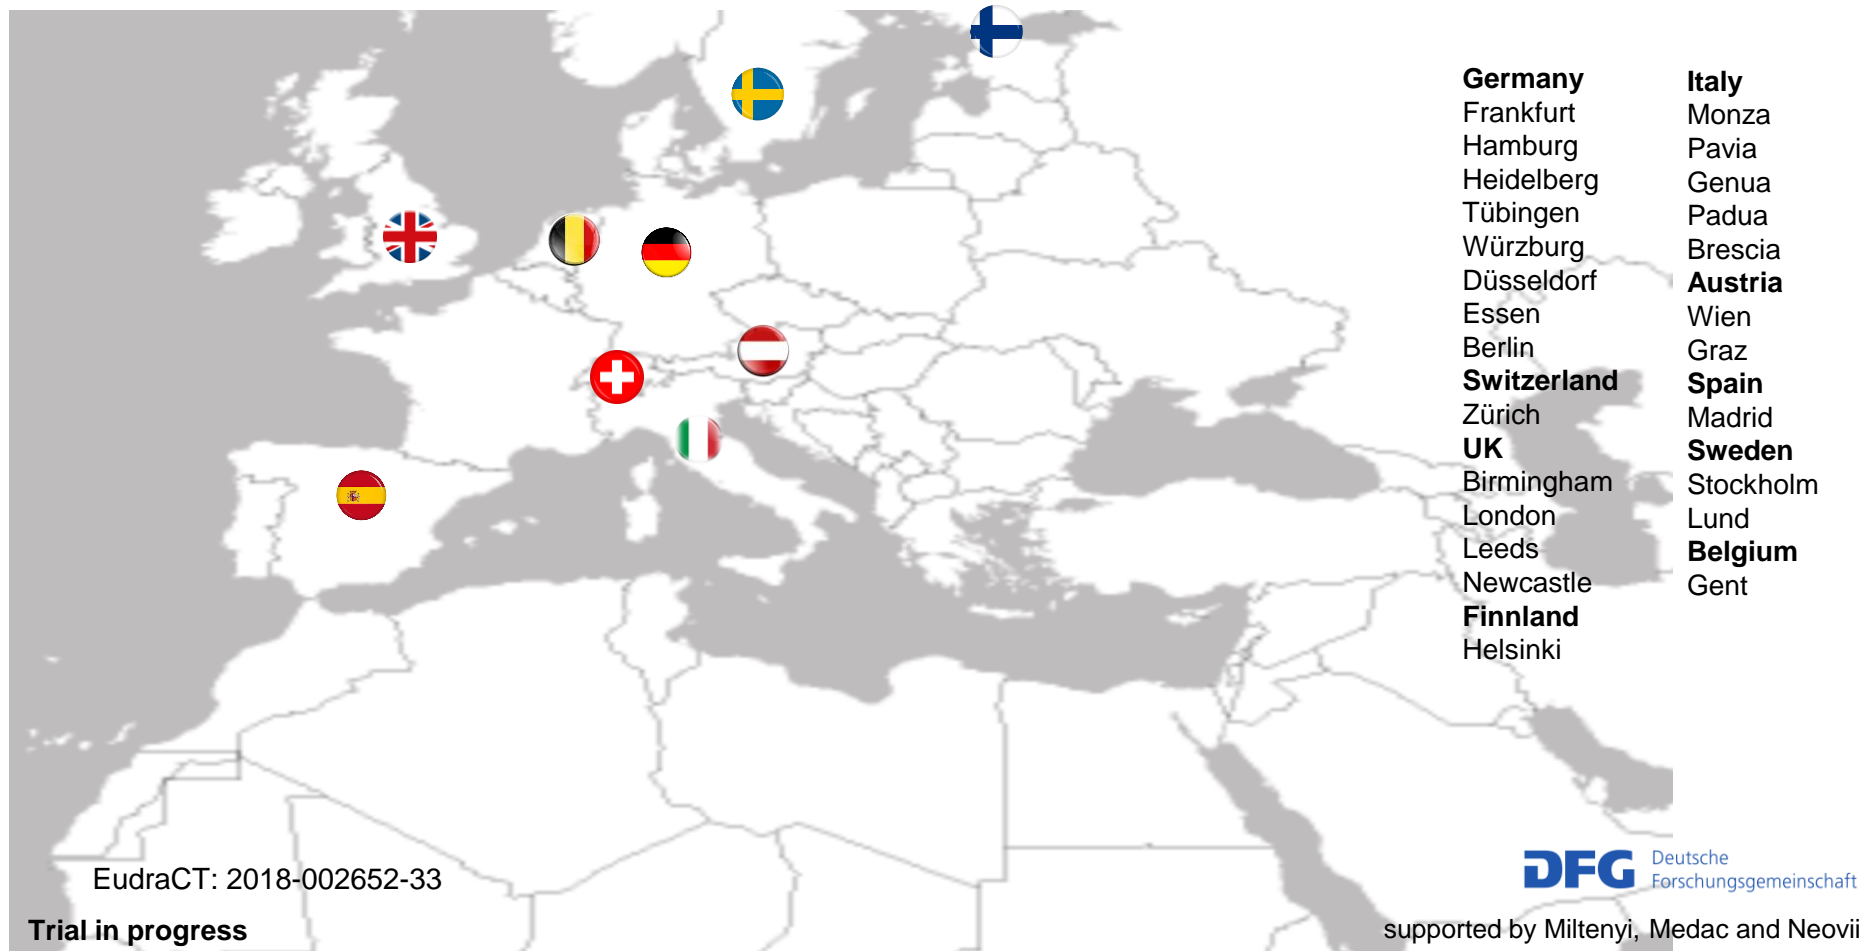 Germany
Frankfurt
Hamburg
Heidelberg
Tübingen
Würzburg
Düsseldorf
Essen
Berlin
Switzerland
Zürich
UK
Birmingham
London
Leeds
Newcastle
Finnland
Helsinki
Italy
Monza
Pavia
Genua
Padua
Brescia
Austria
Wien
Graz
Spain
Madrid
Sweden
Stockholm
Lund
Belgium
Gent
EudraCT: 2018-002652-33
Trial in progress
DFG Deutsche
Forschungsgemeinschaft
supported by Miltenyi, Medac and Neovii